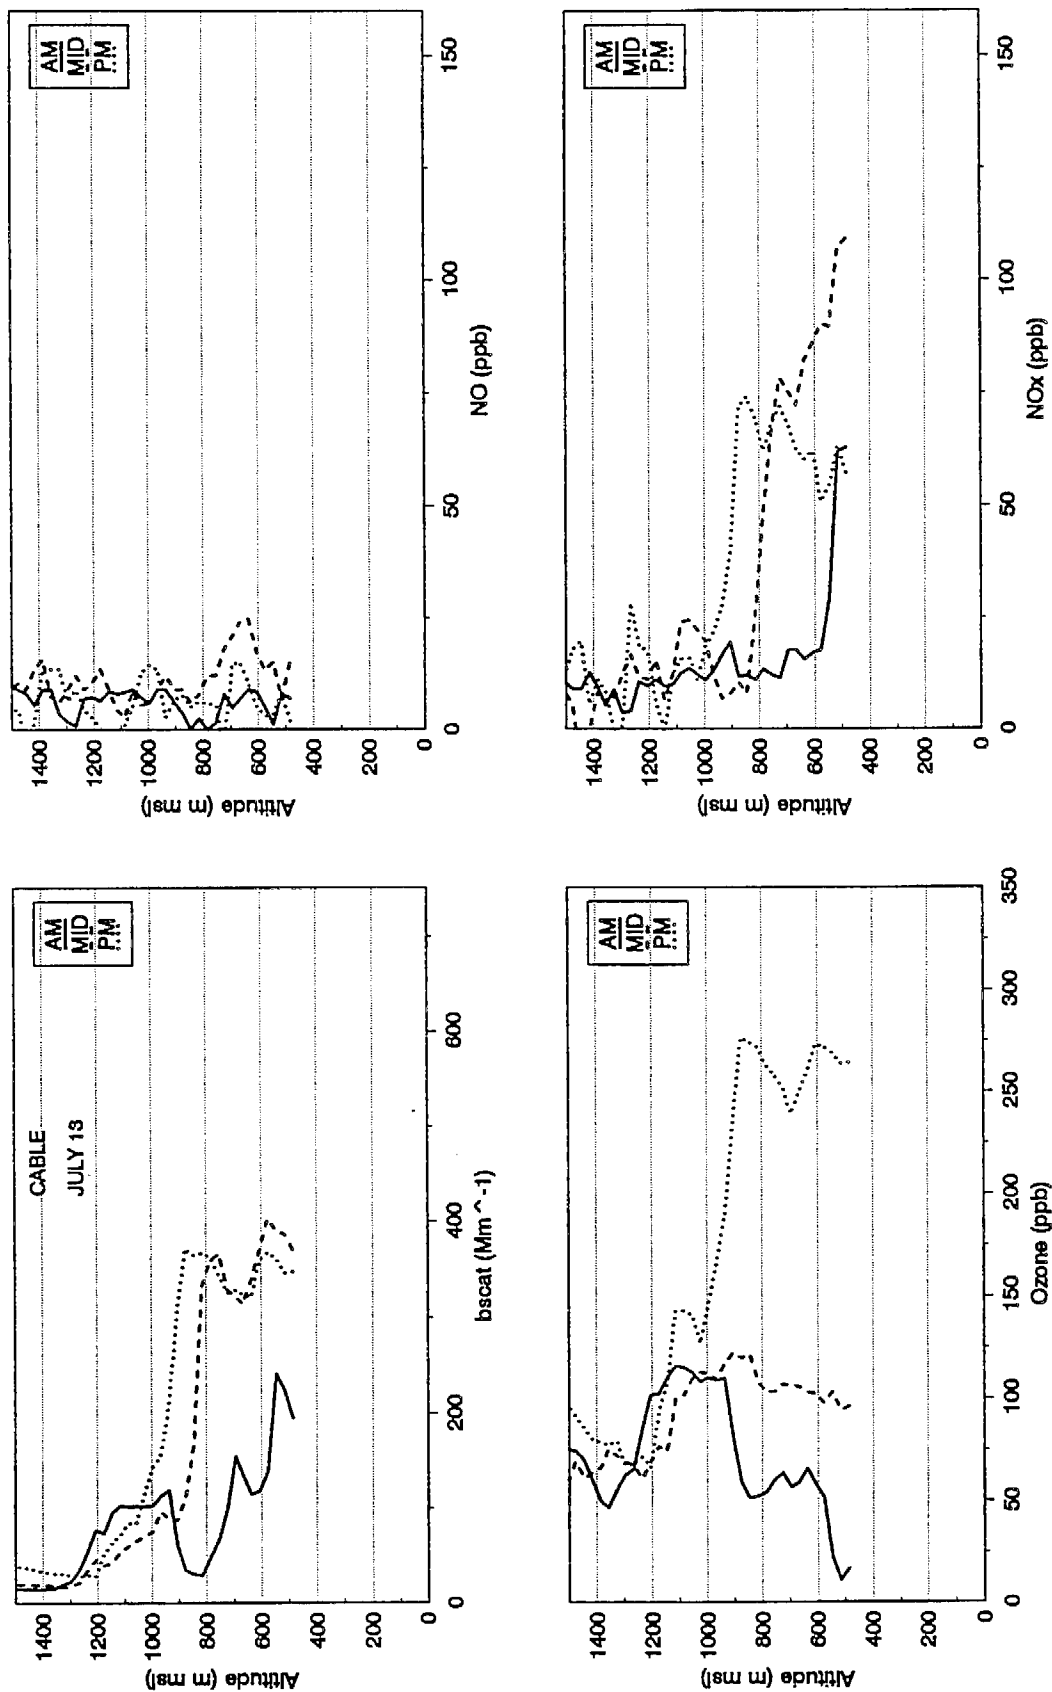 CABLE
JULY 13
AM
MID
PM
1400
1200
1000
800
600
400
200
0
Altitude (m msl)
0
200
400
600
bscat (Mm^-1)
AM
MID
PM
1400
1200
1000
800
600
400
200
0
Altitude (m msl)
0
50
100
150
NO (ppb)
AM
MID
PM
1400
1200
1000
800
600
400
200
0
Altitude (m msl)
0
50
100
150
200
250
300
350
Ozone (ppb)
AM
MID
PM
1400
1200
1000
800
600
400
200
0
Altitude (m msl)
0
50
100
150
NOx (ppb)